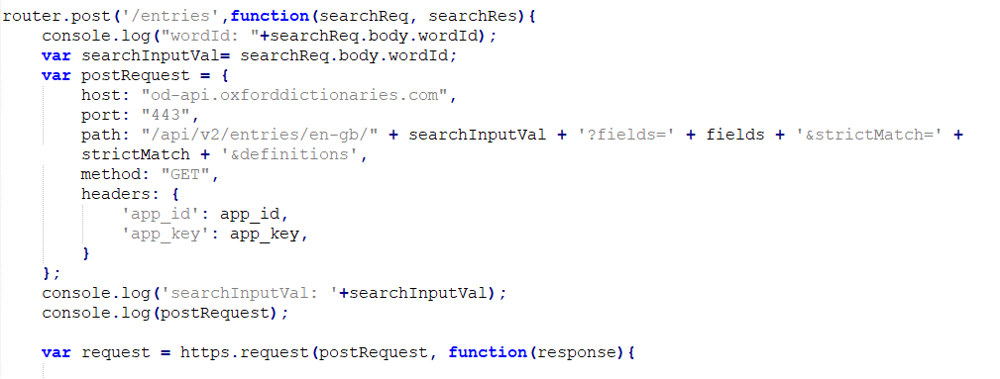 router.post('/entries',function(searchReq, searchRes){
    console.log("wordId: "+searchReq.body.wordId);
    var searchInputVal= searchReq.body.wordId;
    var postRequest = {
        host: "od-api.oxforddictionaries.com",
        port: "443",
        path: "/api/v2/entries/en-gb/" + searchInputVal + '?fields=' + fields + '&strictMatch=' +
        strictMatch + '&definitions',
        method: "GET",
        headers: {
            'app_id': app_id,
            'app_key': app_key,
        }
    };
    console.log('searchInputVal: '+searchInputVal);
    console.log(postRequest);
    var request = https.request(postRequest, function(response){